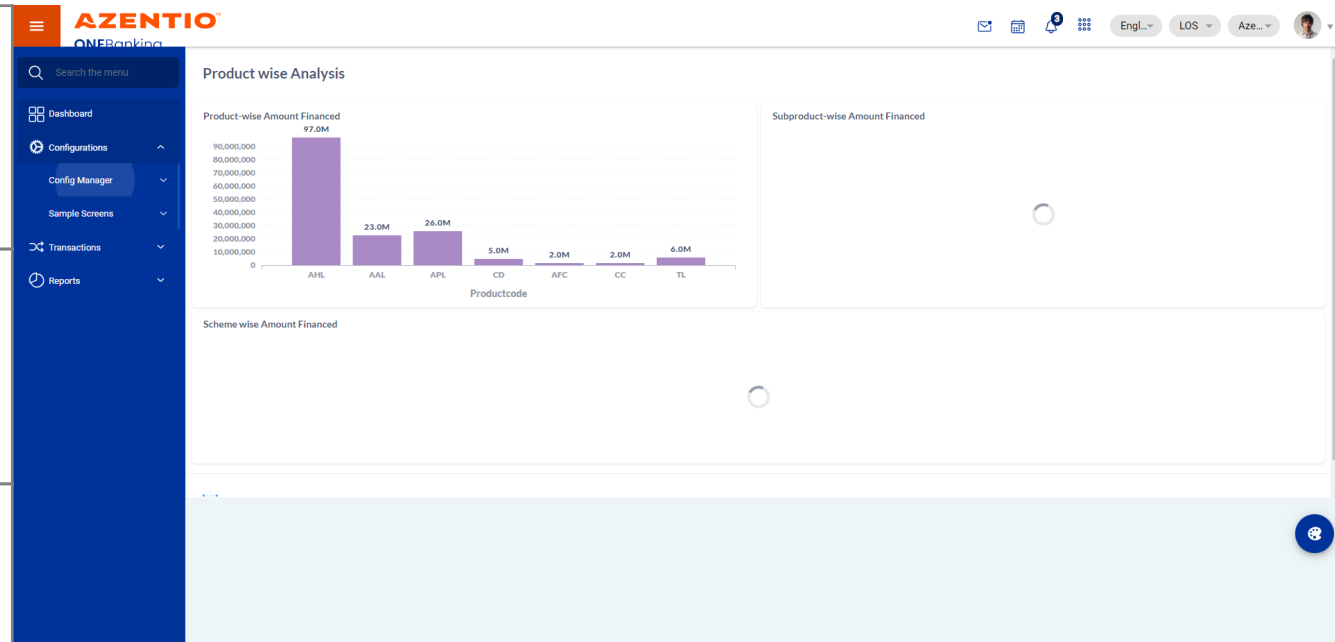 AZENTIO
ONEBanking
3
Engl...
LOS
Aze...
Search the menu
Dashboard
Configurations
Config Manager
Sample Screens
Transactions
Reports
Product wise Analysis
Product-wise Amount Financed
97.0M
90,000,000
80,000,000
70,000,000
60,000,000
50,000,000
40,000,000
30,000,000
20,000,000
10,000,000
0
23.0M
26.0M
5.0M
2.0M
2.0M
6.0M
AHL AAL APL CD AFC CC TL
Productcode
Subproduct-wise Amount Financed
Scheme wise Amount Financed